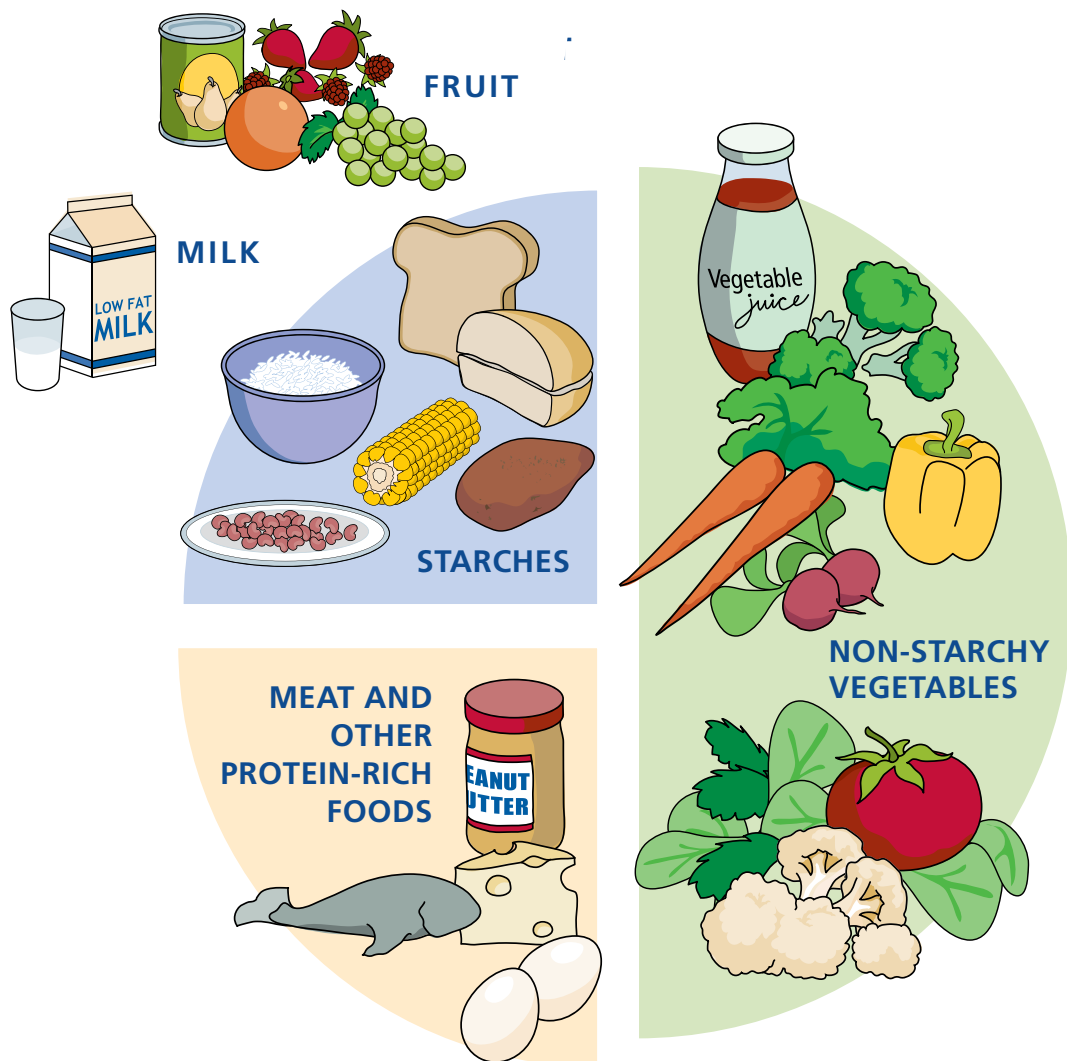 FRUIT
MILK
LOW FAT
MILK
Vegetable
juice
STARCHES
NON-STARCHY
VEGETABLES
MEAT AND
OTHER
PROTEIN-RICH
FOODS
EANUT
UTTER